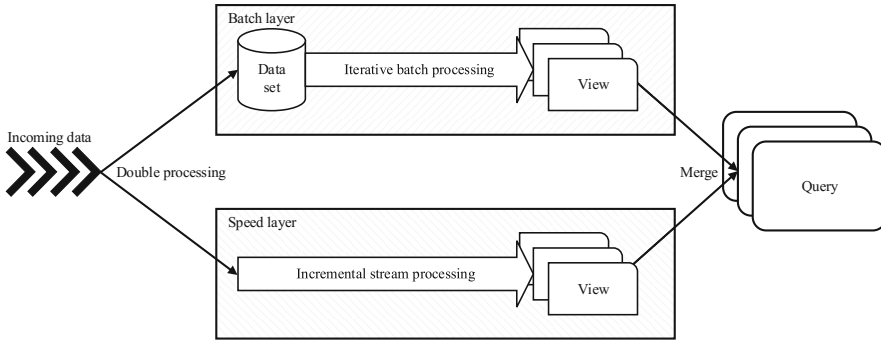 Batch layer
Data
set
Iterative batch processing
View
Incoming data
Double processing
Merge
Query
Speed layer
Incremental stream processing
View